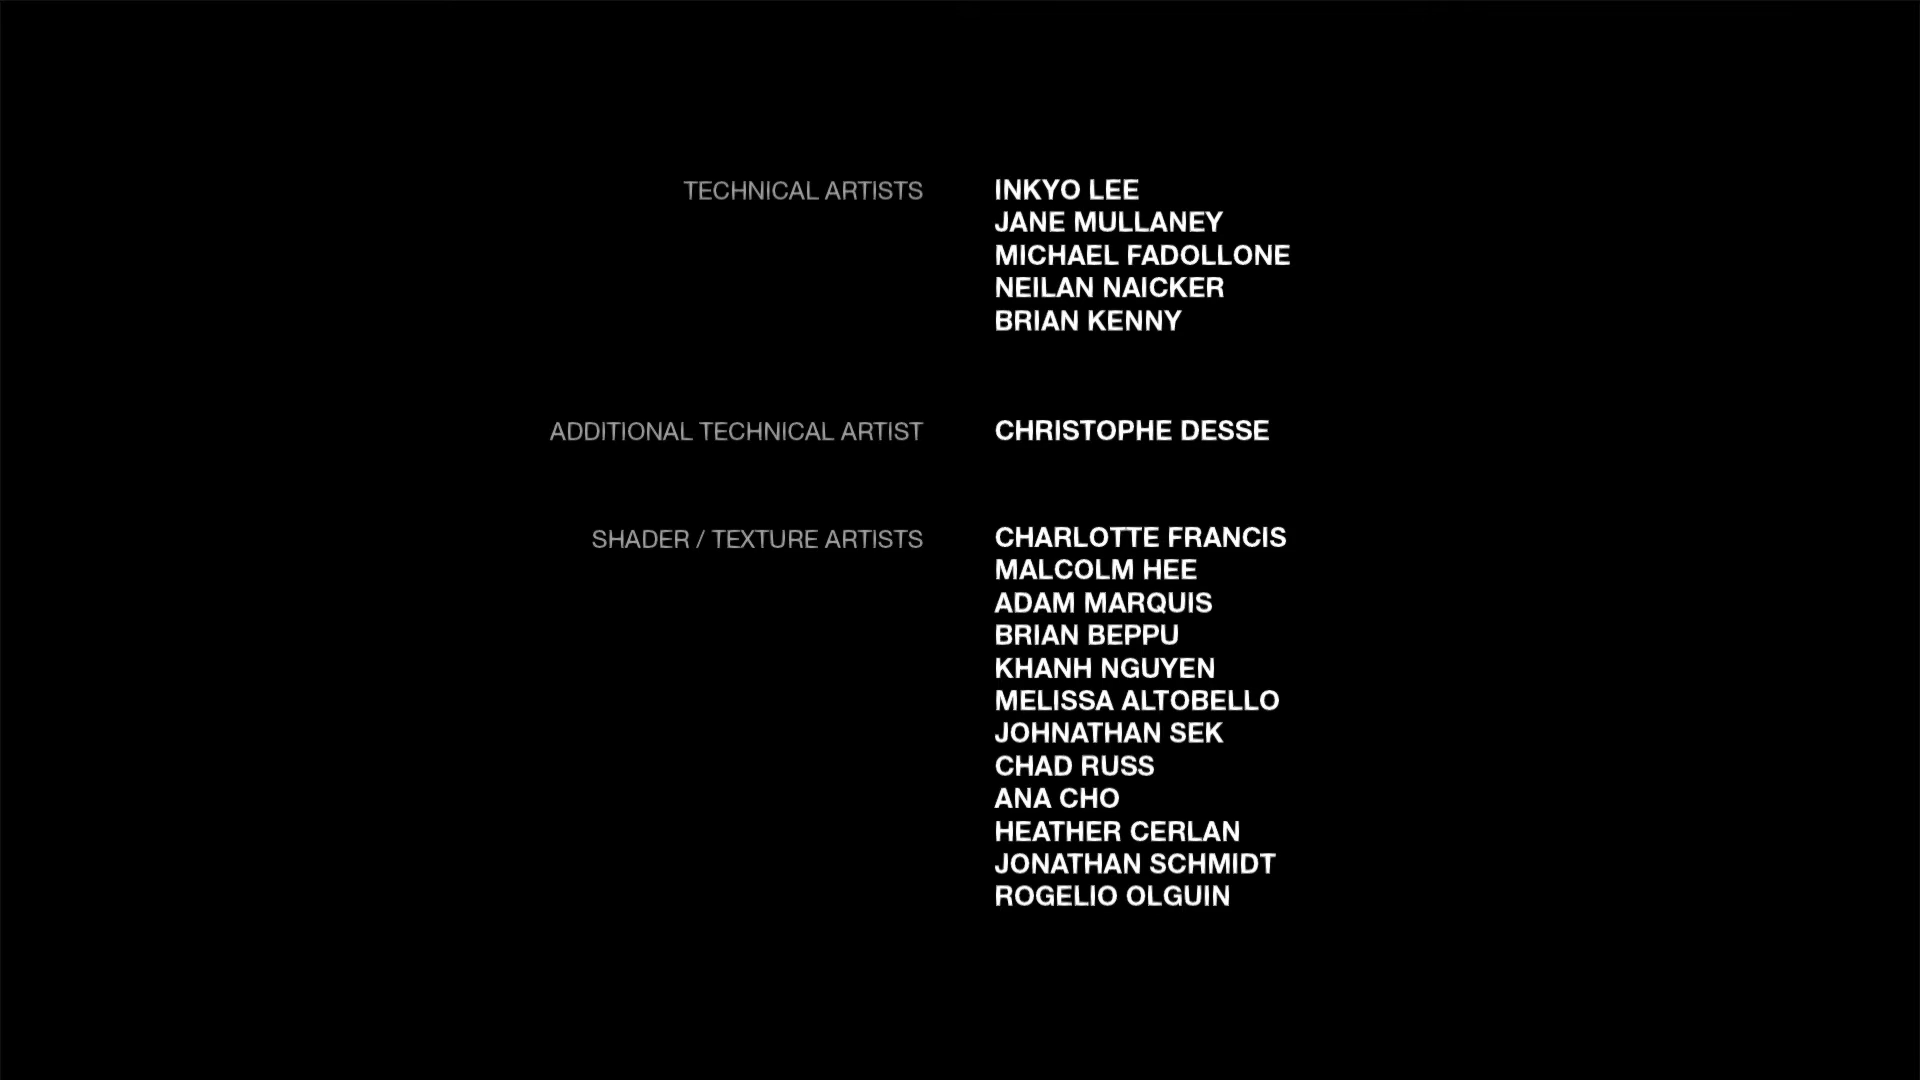 TECHNICAL ARTISTS INKYO LEE
JANE MULLANEY
MICHAEL FADOLLONE
NEILAN NAICKER
BRIAN KENNY
ADDITIONAL TECHNICAL ARTIST CHRISTOPHE DESSE
SHADER / TEXTURE ARTISTS CHARLOTTE FRANCIS
MALCOLM HEE
ADAM MARQUIS
BRIAN BEPPU
KHANH NGUYEN
MELISSA ALTOBELLO
JOHNATHAN SEK
CHAD RUSS
ANA CHO
HEATHER CERLAN
JONATHAN SCHMIDT
ROGELIO OLGUIN